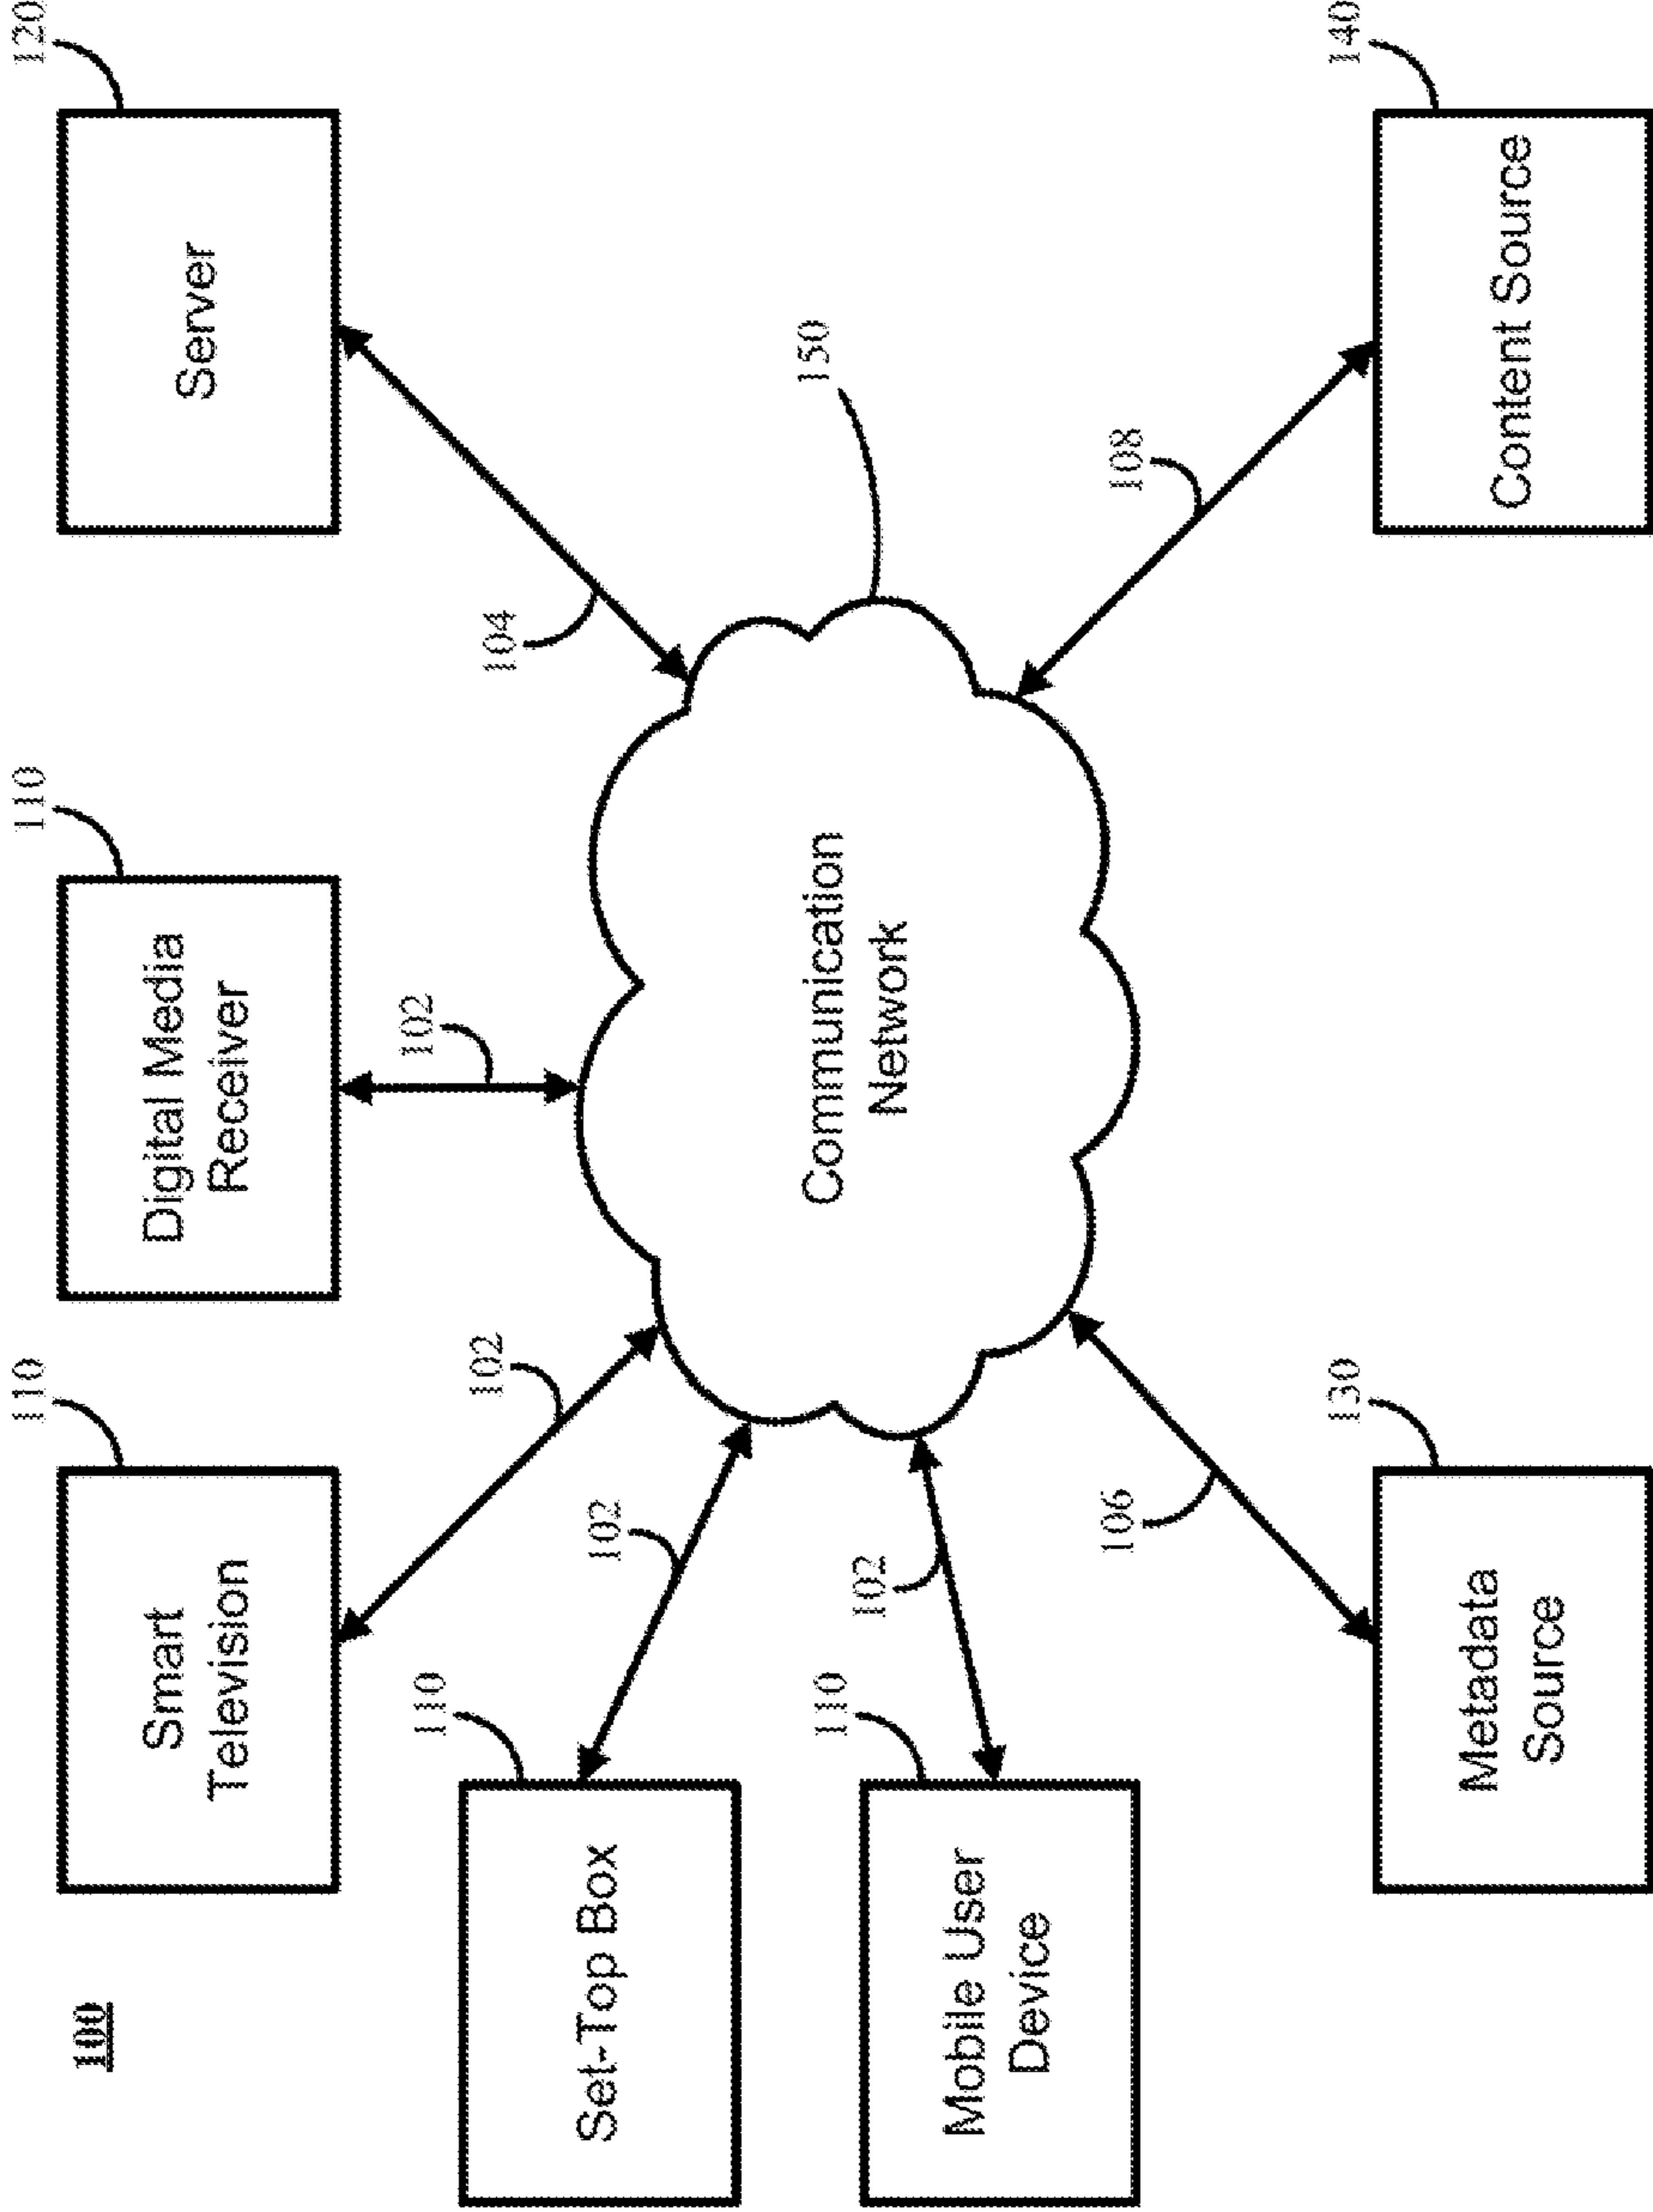 100
110
Smart
Television
110
Digital Media
Receiver
120
Server
102
102
104
110
Set-Top Box
102
150
Communication
Network
110
Mobile User
Device
102
106
108
130
Metadata
Source
140
Content Source